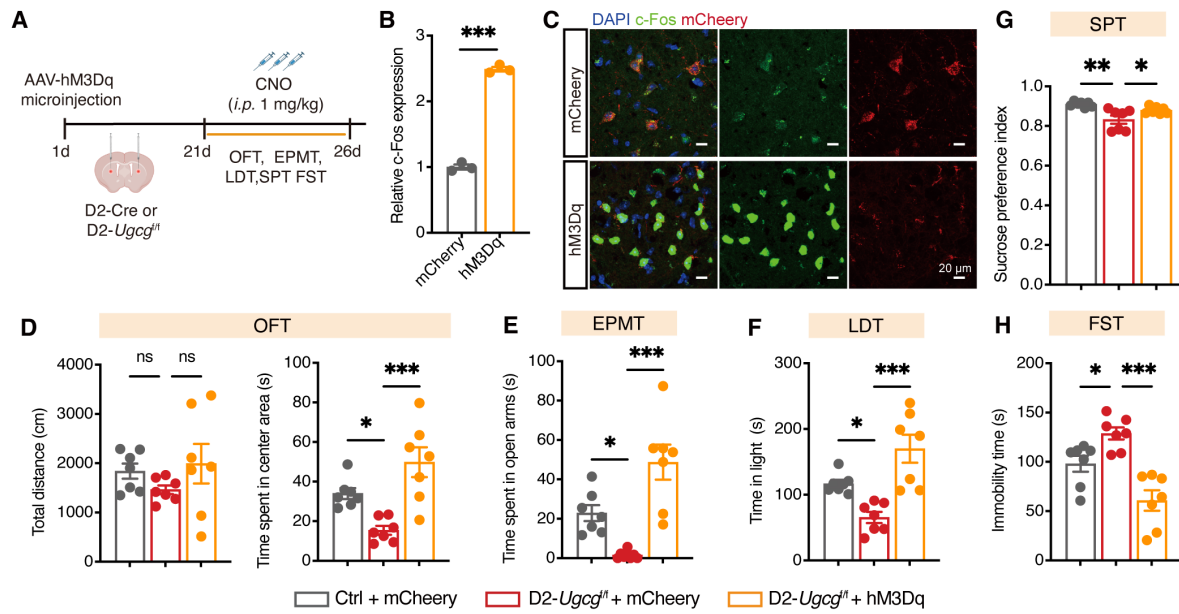 A
AAV-hM3Dq
microinjection
CNO
(i.p. 1 mg/kg)
1d
21d
26d
OFT, EPMT,
LDT,SPT FST
D2-Cre or
D2-Ugcgf/f
B
Relative c-Fos expression
3
2
1
0
***
mCherry
hM3Dq
C
DAPI c-Fos mCheery
mCheery
hM3Dq
20 µm
G
SPT
Sucrose preference index
1.0
0.8
0.6
0.4
0.2
0.0
**
*
D
OFT
Total distance (cm)
4000
3000
2000
1000
0
ns
ns
Time spent in center area (s)
100
80
60
40
20
0
*
***
E
EPMT
Time spent in open arms (s)
100
80
60
40
20
0
*
***
F
LDT
Time in light (s)
300
200
100
0
*
***
H
FST
Immobility time (s)
200
150
100
50
0
*
***
Ctrl + mCheery
D2-Ugcgf/f + mCheery
D2-Ugcgf/f + hM3Dq